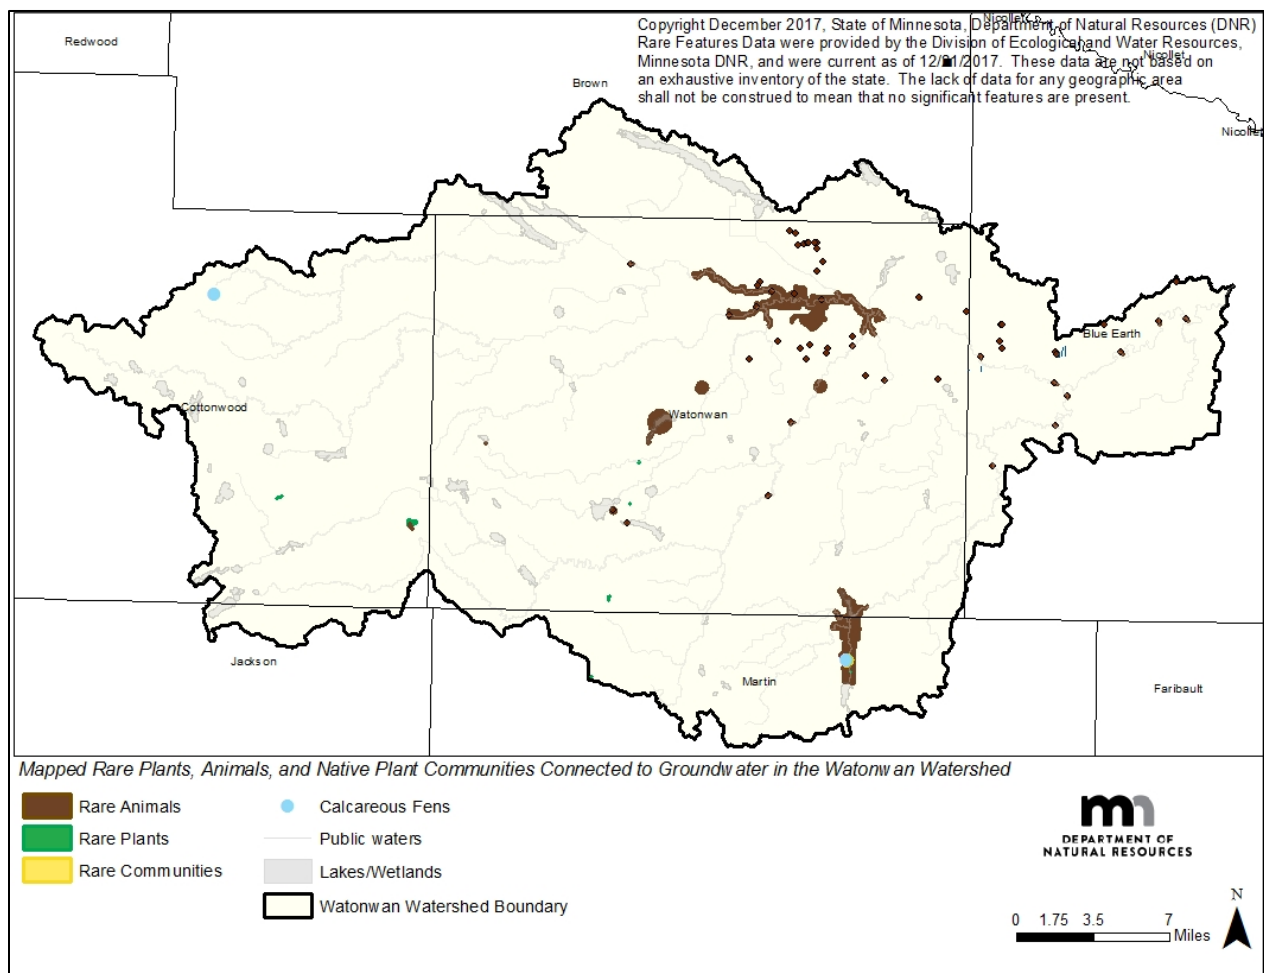 Copyright December 2017, State of Minnesota, Department of Natural Resources (DNR)
Rare Features Data were provided by the Division of Ecological and Water Resources,
Minnesota DNR, and were current as of 12/21/2017. These data are not based on
an exhaustive inventory of the state. The lack of data for any geographic area
shall not be construed to mean that no significant features are present.
Nicollet
Nicollet
Nicollet
Redwood
Brown
Blue Earth
Cottonwood
Watonwan
Jackson
Martin
Faribault
Mapped Rare Plants, Animals, and Native Plant Communities Connected to Groundwater in the Watonwan Watershed
Rare Animals
Rare Plants
Rare Communities
Calcareous Fens
Public waters
Lakes/Wetlands
Watonwan Watershed Boundary
mn
DEPARTMENT OF
NATURAL RESOURCES
N
0 1.75 3.5 7
Miles